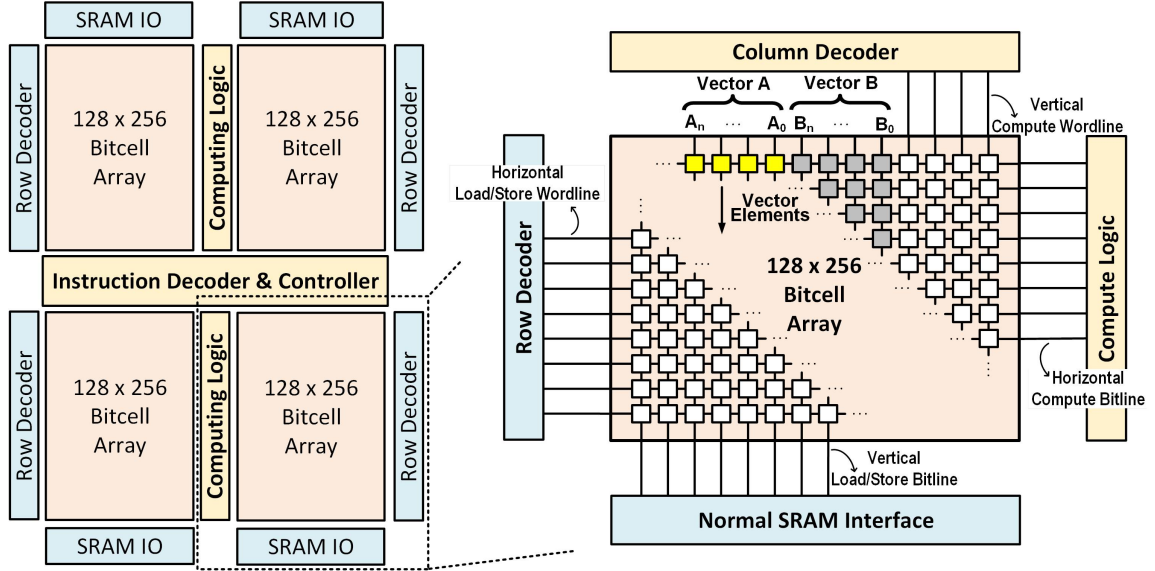 SRAM IO
SRAM IO
Row Decoder
128 x 256
Bitcell
Array
Computing Logic
128 x 256
Bitcell
Array
Row Decoder
Instruction Decoder & Controller
Row Decoder
128 x 256
Bitcell
Array
Computing Logic
128 x 256
Bitcell
Array
Row Decoder
SRAM IO
SRAM IO
Column Decoder
Vector A
Vector B
Aₙ ... A₀ Bₙ ... B₀
Vertical
Compute Wordline
Horizontal
Load/Store Wordline
Row Decoder
Vector
Elements
128 x 256
Bitcell
Array
Compute Logic
Horizontal
Compute Bitline
Vertical
Load/Store Bitline
Normal SRAM Interface